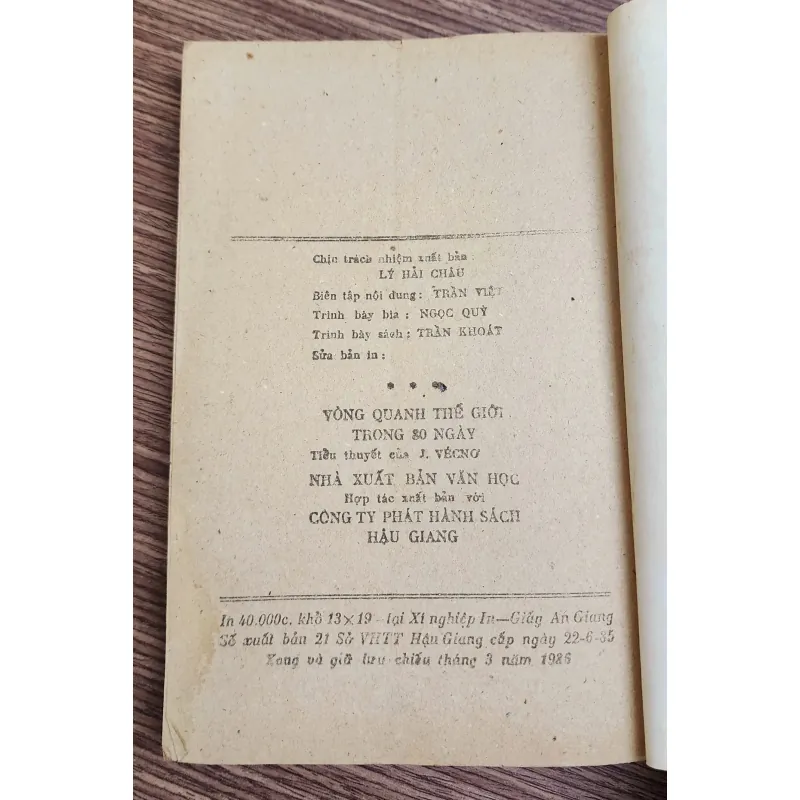 Chịu trách nhiệm xuất bản
LÝ HẢI CHÂU
Biên tập nội dung: TRẦN VIỆT
Trình bày bìa: NGỌC QUỲ
Trình bày sách: TRẦN KHOÁT
Sửa bản in:
VÒNG QUANH THẾ GIỚI
TRONG 80 NGÀY
Tiểu thuyết của J. VÉCNƠ
NHÀ XUẤT BẢN VĂN HỌC
Hợp tác xuất bản với
CÔNG TY PHÁT HÀNH SÁCH
HẬU GIANG
In 40.000c. khổ 13×19 - tại Xí nghiệp In—Giấy An Giang
Số xuất bản 21 Sở VHTT Hậu Giang cấp ngày 22-6-85
Xong và giữ lưu chiểu tháng 3 năm 1986